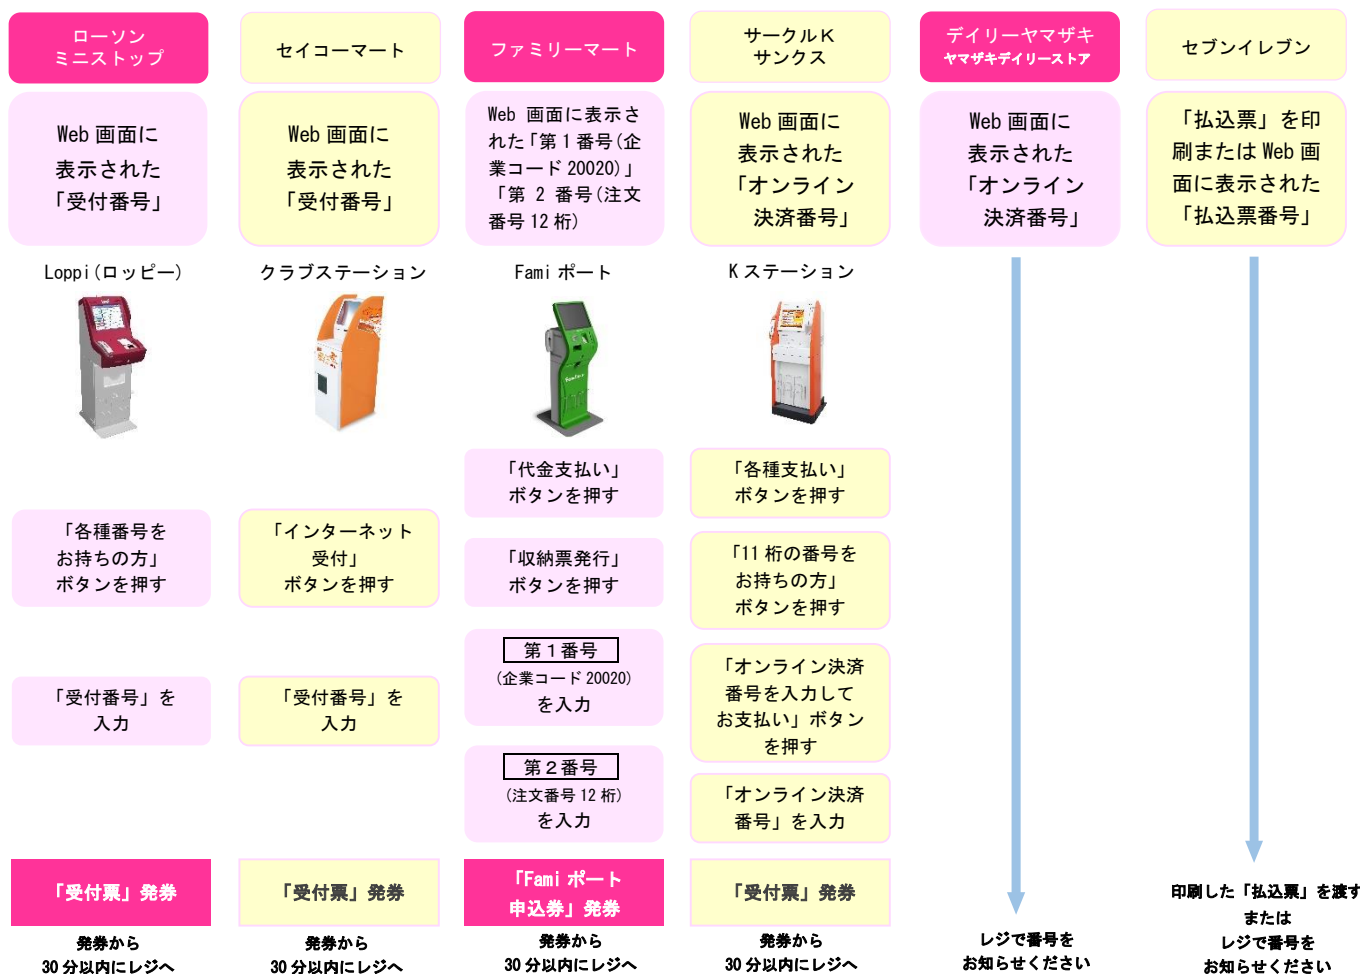 ローソン
ミニストップ
Web 画面に
表示された
「受付番号」
Loppi(ロッピー)
「各種番号を
お持ちの方」
ボタンを押す
「受付番号」を
入力
「受付票」発券
発券から
30分以内にレジへ
セイコーマート
Web 画面に
表示された
「受付番号」
クラブステーション
「インターネット
受付」
ボタンを押す
「受付番号」を
入力
「受付票」発券
発券から
30分以内にレジへ
ファミリーマート
Web 画面に表示さ
れた「第1番号(企
業コード 20020)」
「第 2 番号(注文
番号 12 桁)
Fami ポート
「代金支払い」
ボタンを押す
「収納票発行」
ボタンを押す
第1番号
(企業コード 20020)
を入力
第2番号
(注文番号 12 桁)
を入力
「Fami ポート
申込券」発券
発券から
30分以内にレジへ
サークルK
サンクス
Web 画面に
表示された
「オンライン
決済番号」
K ステーション
「各種支払い」
ボタンを押す
「11 桁の番号を
お持ちの方」
ボタンを押す
「オンライン決済
番号を入力して
お支払い」ボタン
を押す
「オンライン決済
番号」を入力
「受付票」発券
発券から
30分以内にレジへ
デイリーヤマザキ
ヤマザキデイリーストア
Web 画面に
表示された
「オンライン
決済番号」
レジで番号を
お知らせください
セブンイレブン
「払込票」を印
刷または Web 画
面に表示された
「払込票番号」
印刷した「払込票」を渡す
または
レジで番号を
お知らせください